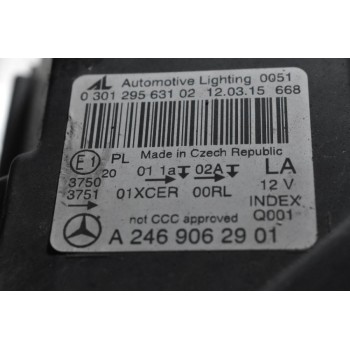 AL Automotive Lighting 0051
0 301 295 631 02 12.03.15 668
E1 PL Made in Czech Republic
20 01 1a 02A LA
3750 12 V
3751 01XCER 00RL INDEX
not CCC approved Q001
A 246 906 29 01